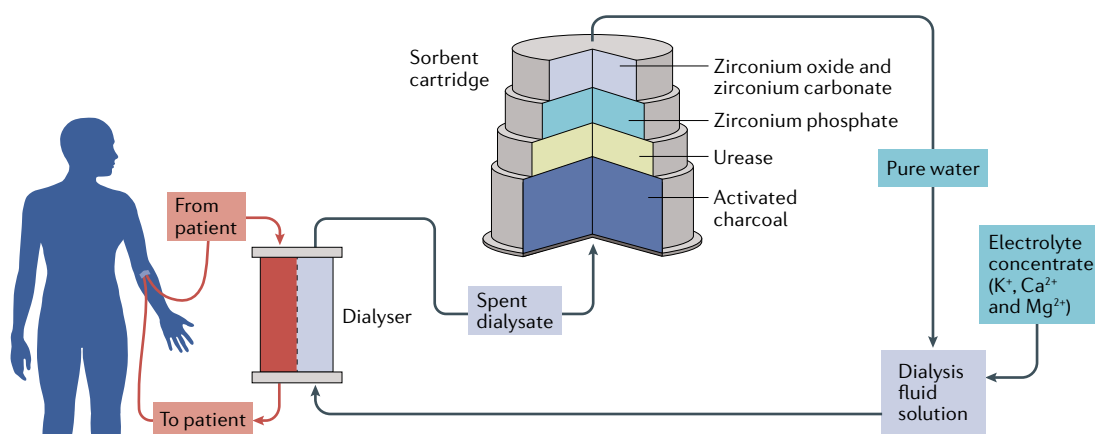 Sorbent
cartridge
Zirconium oxide and
zirconium carbonate
Zirconium phosphate
Urease
Activated
charcoal
Pure water
From
patient
Electrolyte
concentrate
(K⁺, Ca²⁺
and Mg²⁺)
Spent
dialysate
Dialyser
Dialysis
fluid
solution
To patient